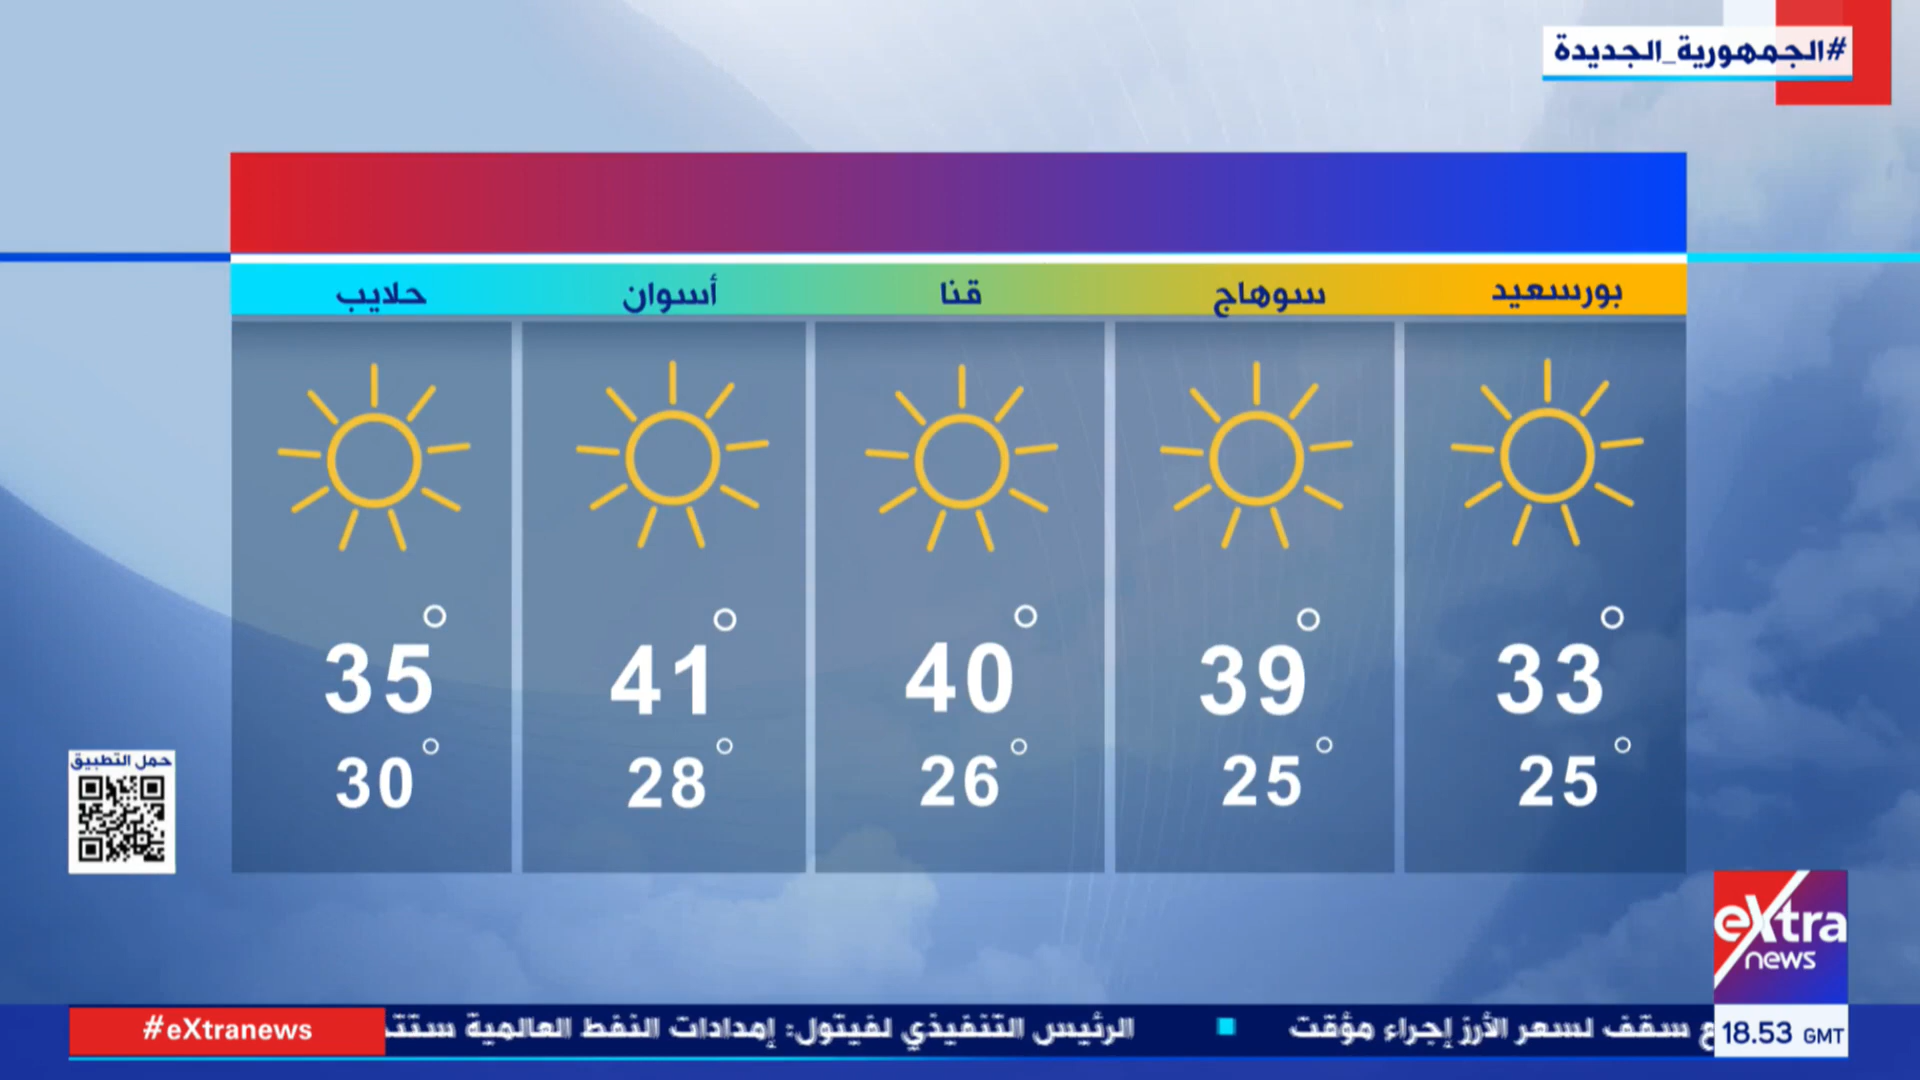 #الجمهورية_الجديدة
بورسعيد سوهاج قنا أسوان حلايب
33° 39° 40° 41° 35°
25° 25° 26° 28° 30°
حمل التطبيق
eXtra
news
سقف لسعر الأرز إجراء مؤقت
الرئيس التنفيذي لفيتول: إمدادات النفط العالمية
#eXtranews
18.53 GMT